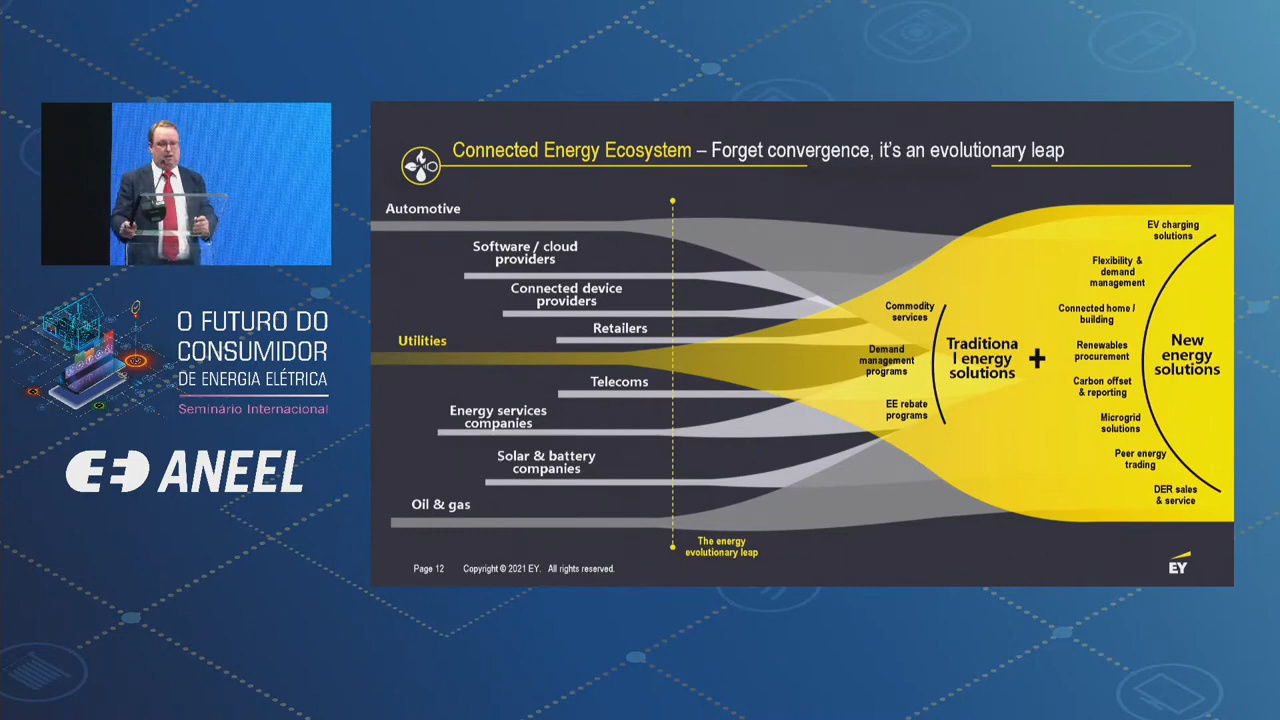 Connected Energy Ecosystem – Forget convergence, it's an evolutionary leap
Automotive
Software / cloud
providers
Connected device
providers
Retailers
Utilities
Telecoms
Energy services
companies
Solar & battery
companies
Oil & gas
The energy
evolutionary leap
Commodity
services
Demand
management
programs
EE rebate
programs
Traditiona
l energy
solutions
+
EV charging
solutions
Flexibility &
demand
management
Connected home /
building
Renewables
procurement
Carbon offset
& reporting
Microgrid
solutions
Peer energy
trading
DER sales
& service
New
energy
solutions
Page 12 Copyright © 2021 EY. All rights reserved.
EY
O FUTURO DO
CONSUMIDOR
DE ENERGIA ELÉTRICA
Seminário Internacional
ANEEL